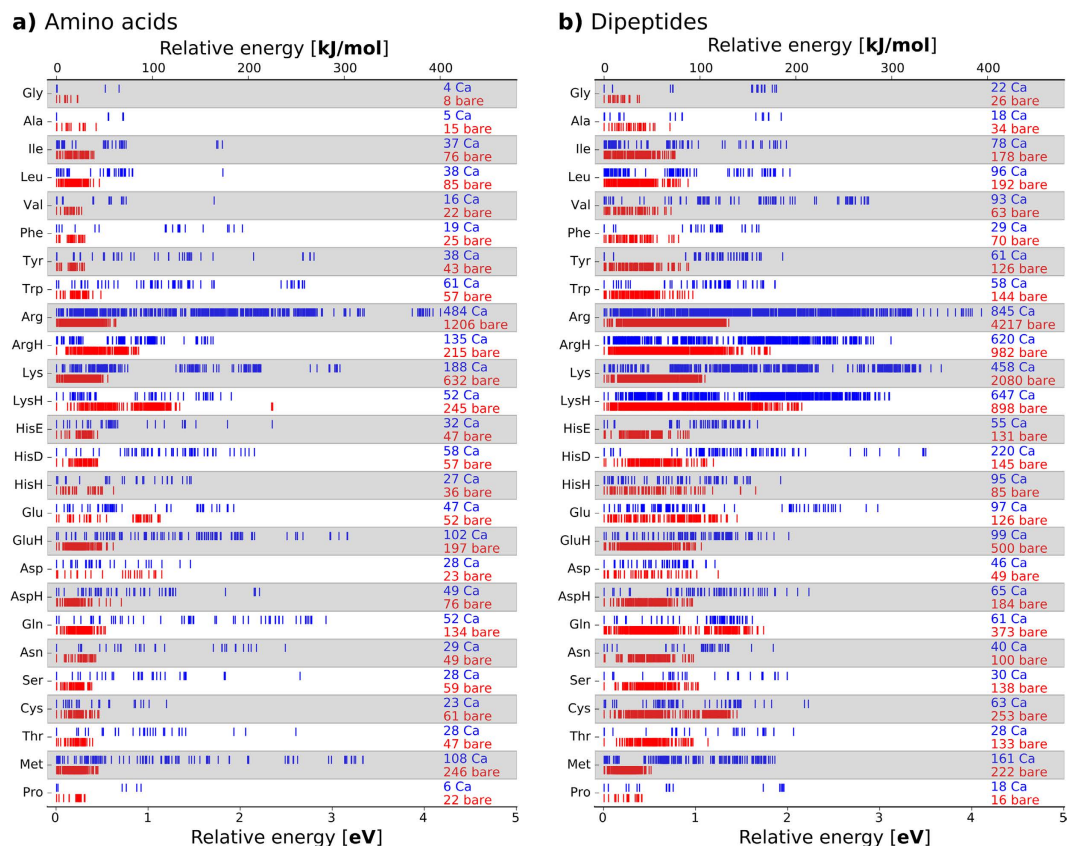 a) Amino acids
Relative energy [kJ/mol]
0 100 200 300 400
Gly 4 Ca
8 bare
Ala 5 Ca
15 bare
Ile 37 Ca
76 bare
Leu 38 Ca
85 bare
Val 16 Ca
22 bare
Phe 19 Ca
25 bare
Tyr 38 Ca
43 bare
Trp 61 Ca
57 bare
Arg 484 Ca
1206 bare
ArgH 135 Ca
215 bare
Lys 188 Ca
632 bare
LysH 52 Ca
245 bare
HisE 32 Ca
47 bare
HisD 58 Ca
57 bare
HisH 27 Ca
36 bare
Glu 47 Ca
52 bare
GluH 102 Ca
197 bare
Asp 28 Ca
23 bare
AspH 49 Ca
76 bare
Gln 52 Ca
134 bare
Asn 29 Ca
49 bare
Ser 28 Ca
59 bare
Cys 23 Ca
61 bare
Thr 28 Ca
47 bare
Met 108 Ca
246 bare
Pro 6 Ca
22 bare
0 1 2 3 4 5
Relative energy [eV]
b) Dipeptides
Relative energy [kJ/mol]
0 100 200 300 400
Gly 22 Ca
26 bare
Ala 18 Ca
34 bare
Ile 78 Ca
178 bare
Leu 96 Ca
192 bare
Val 93 Ca
63 bare
Phe 29 Ca
70 bare
Tyr 61 Ca
126 bare
Trp 58 Ca
144 bare
Arg 845 Ca
4217 bare
ArgH 620 Ca
982 bare
Lys 458 Ca
2080 bare
LysH 647 Ca
898 bare
HisE 55 Ca
131 bare
HisD 220 Ca
145 bare
HisH 95 Ca
85 bare
Glu 97 Ca
126 bare
GluH 99 Ca
500 bare
Asp 46 Ca
49 bare
AspH 65 Ca
184 bare
Gln 61 Ca
373 bare
Asn 40 Ca
100 bare
Ser 30 Ca
138 bare
Cys 63 Ca
253 bare
Thr 28 Ca
133 bare
Met 161 Ca
222 bare
Pro 18 Ca
16 bare
0 1 2 3 4 5
Relative energy [eV]